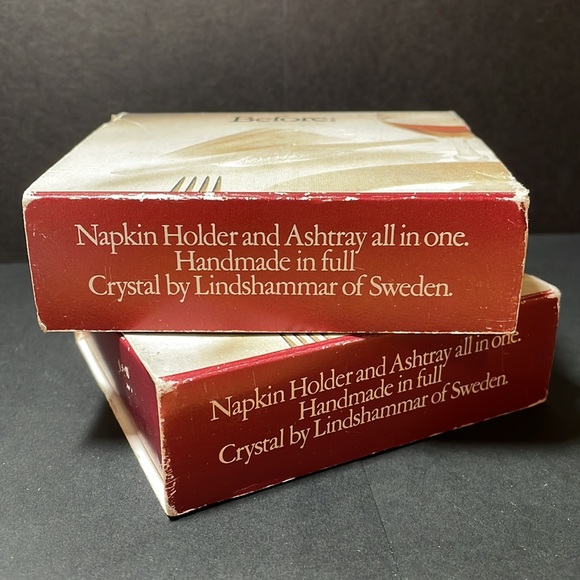 Before
Napkin Holder and Ashtray all in one.
Handmade in full
Crystal by Lindshammar of Sweden.
Napkin Holder and Ashtray all in one.
Handmade in full
Crystal by Lindshammar of Sweden.